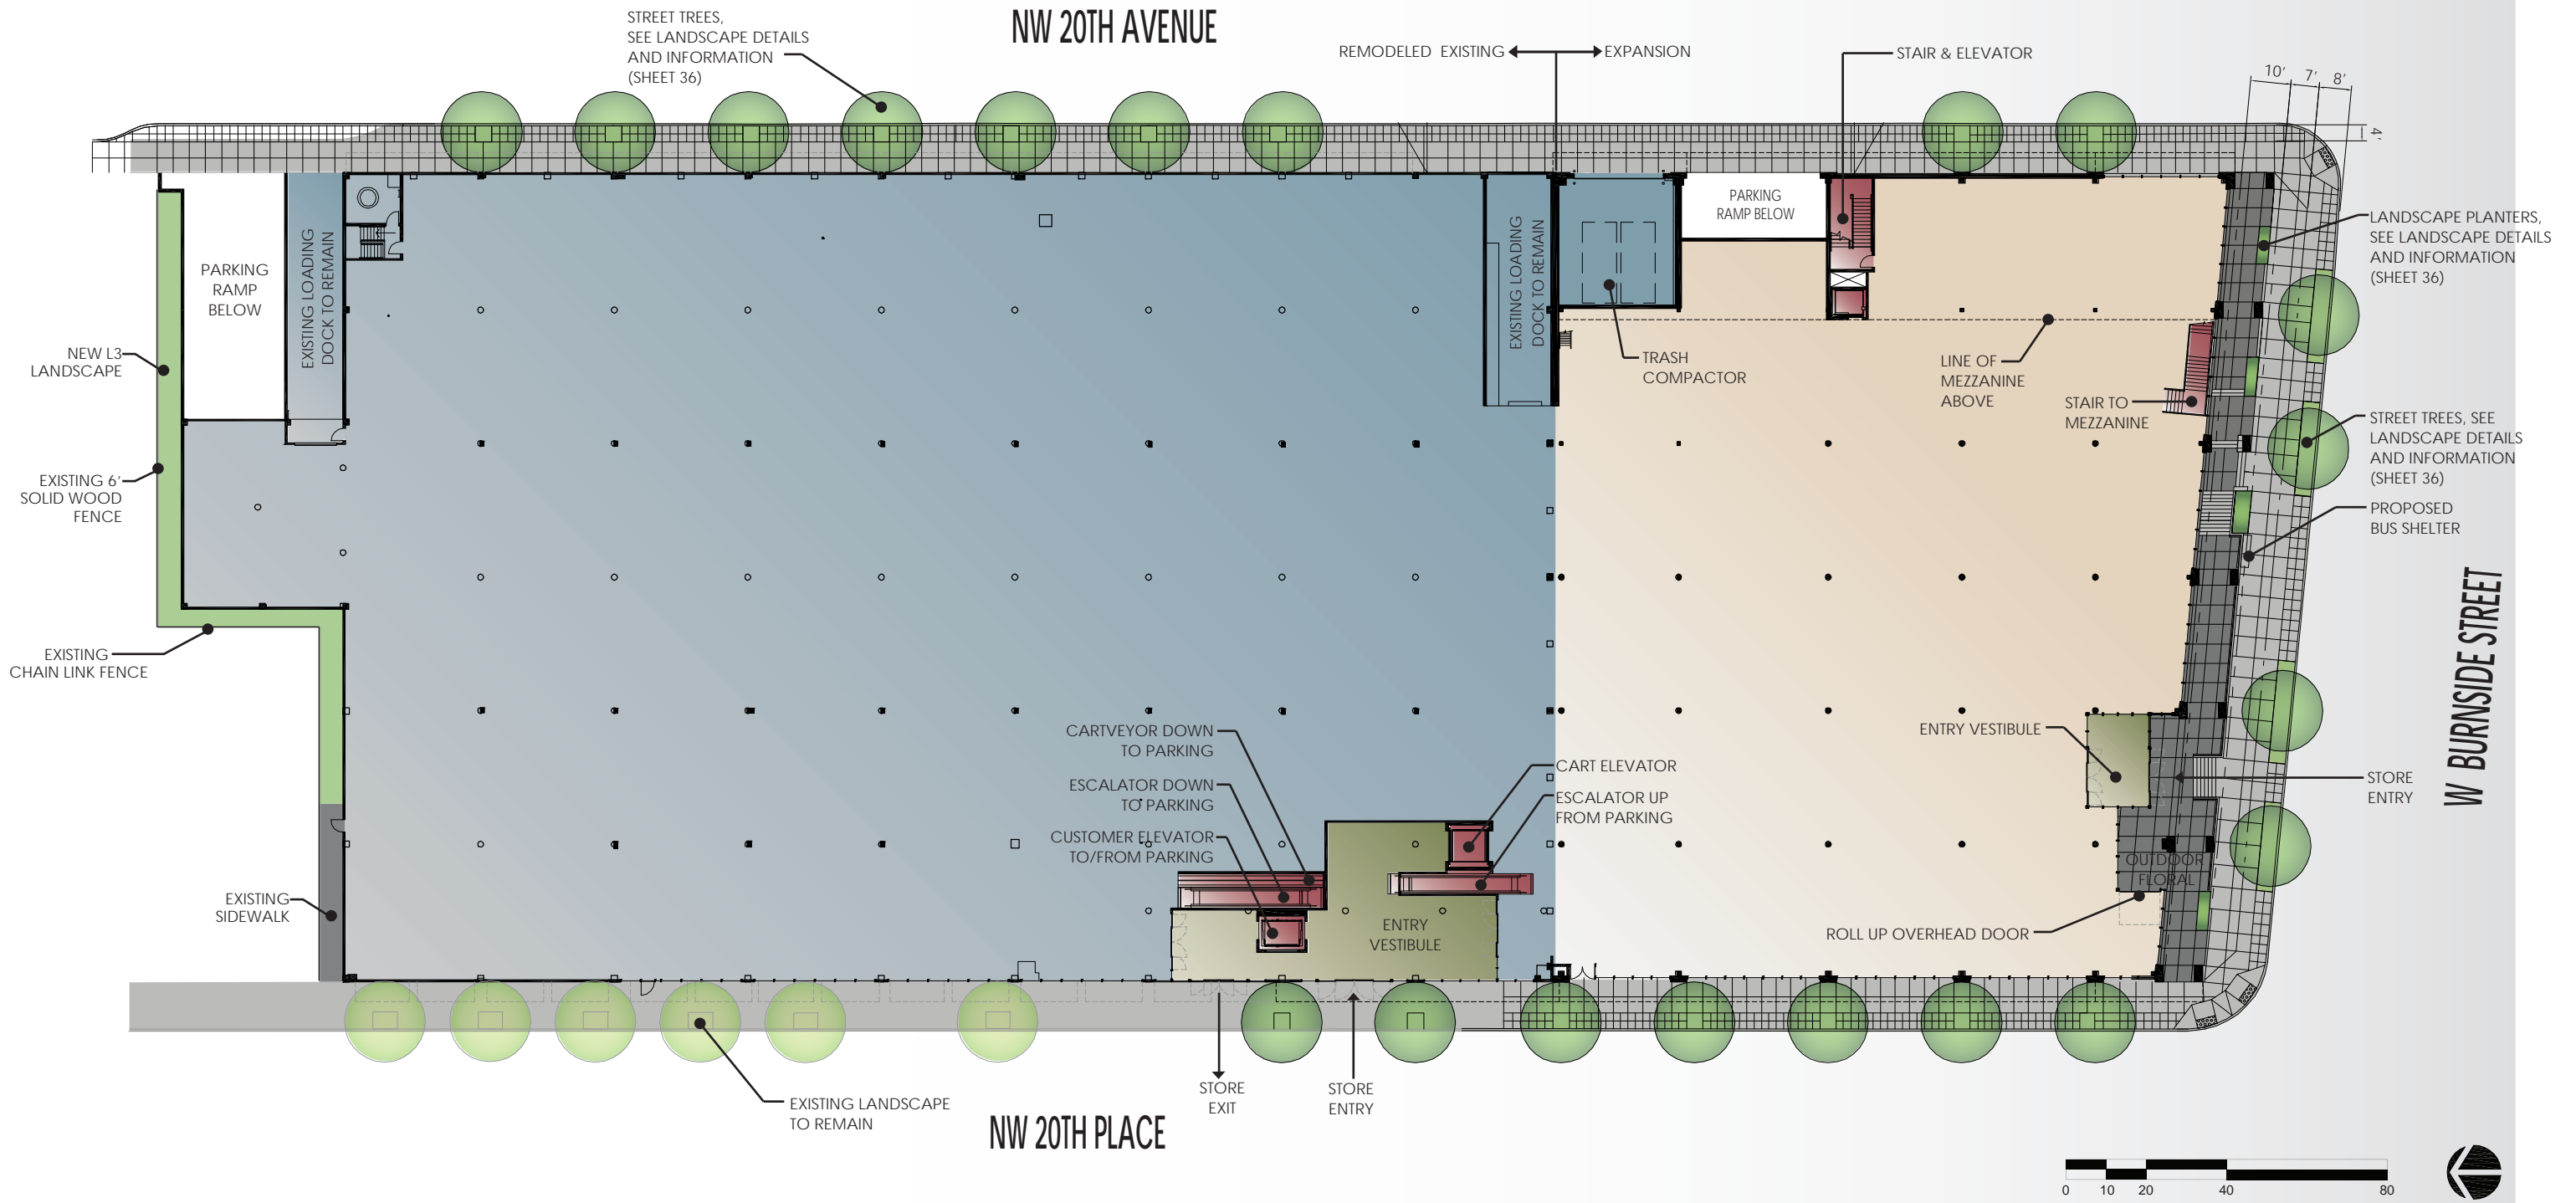 NW 20TH AVENUE
STREET TREES,
SEE LANDSCAPE DETAILS
AND INFORMATION
(SHEET 36)
REMODELED EXISTING
EXPANSION
STAIR & ELEVATOR
10'
7'
8'
4'
PARKING
RAMP BELOW
LANDSCAPE PLANTERS,
SEE LANDSCAPE DETAILS
AND INFORMATION
(SHEET 36)
PARKING
RAMP
BELOW
EXISTING LOADING
DOCK TO REMAIN
EXISTING LOADING
DOCK TO REMAIN
NEW L3
LANDSCAPE
TRASH
COMPACTOR
LINE OF
MEZZANINE
ABOVE
STAIR TO
MEZZANINE
STREET TREES, SEE
LANDSCAPE DETAILS
AND INFORMATION
(SHEET 36)
EXISTING 6'
SOLID WOOD
FENCE
PROPOSED
BUS SHELTER
W BURNSIDE STREET
EXISTING
CHAIN LINK FENCE
CARTVEYOR DOWN
TO PARKING
ESCALATOR DOWN
TO PARKING
CUSTOMER ELEVATOR
TO/FROM PARKING
CART ELEVATOR
ESCALATOR UP
FROM PARKING
ENTRY VESTIBULE
STORE
ENTRY
OUTDOOR
FLORAL
EXISTING
SIDEWALK
ENTRY
VESTIBULE
ROLL UP OVERHEAD DOOR
STORE
EXIT
STORE
ENTRY
EXISTING LANDSCAPE
TO REMAIN
NW 20TH PLACE
0 10 20 40 80